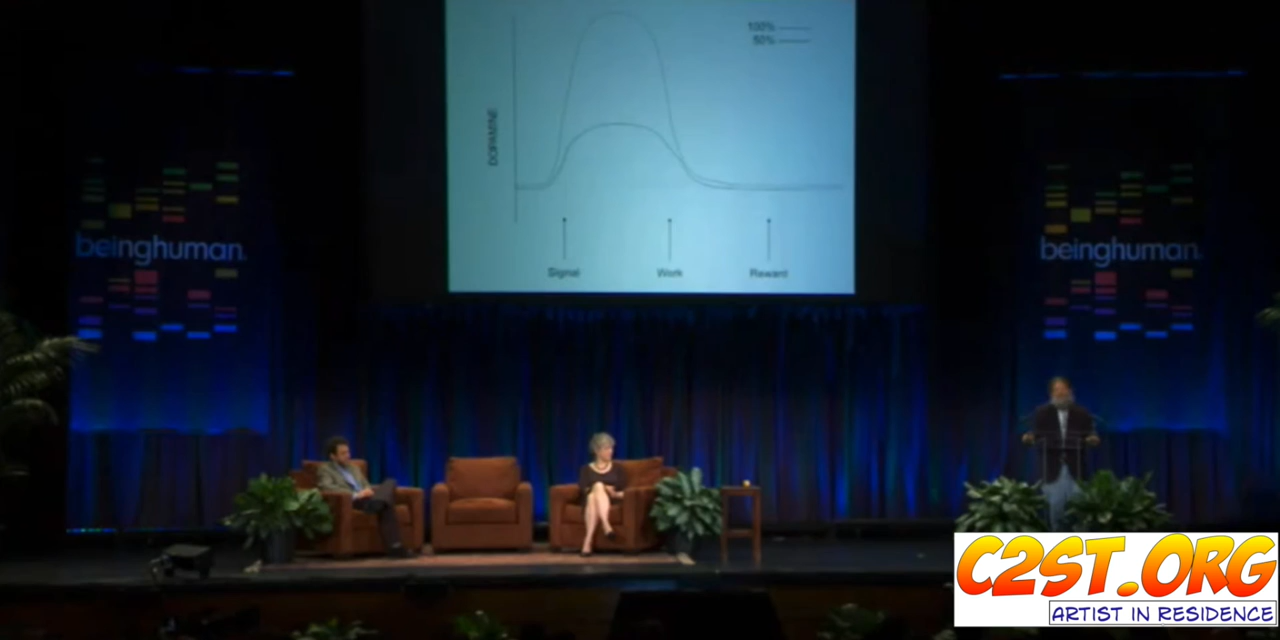 100%
50%
DOPAMINE
Signal
Work
Reward
beinghuman.
beinghuman.
C2ST.ORG
ARTIST IN RESIDENCE